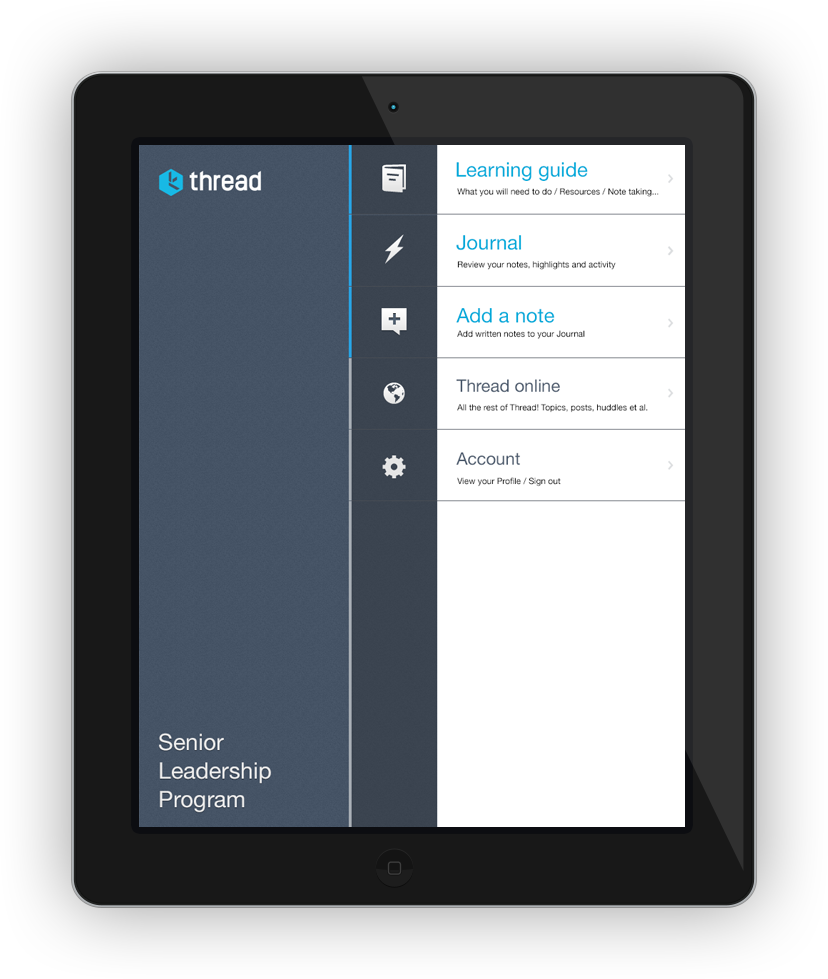 thread
Learning guide
What you will need to do / Resources / Note taking...
Journal
Review your notes, highlights and activity
Add a note
Add written notes to your Journal
Thread online
All the rest of Thread! Topics, posts, huddles et al.
Account
View your Profile / Sign out
Senior
Leadership
Program